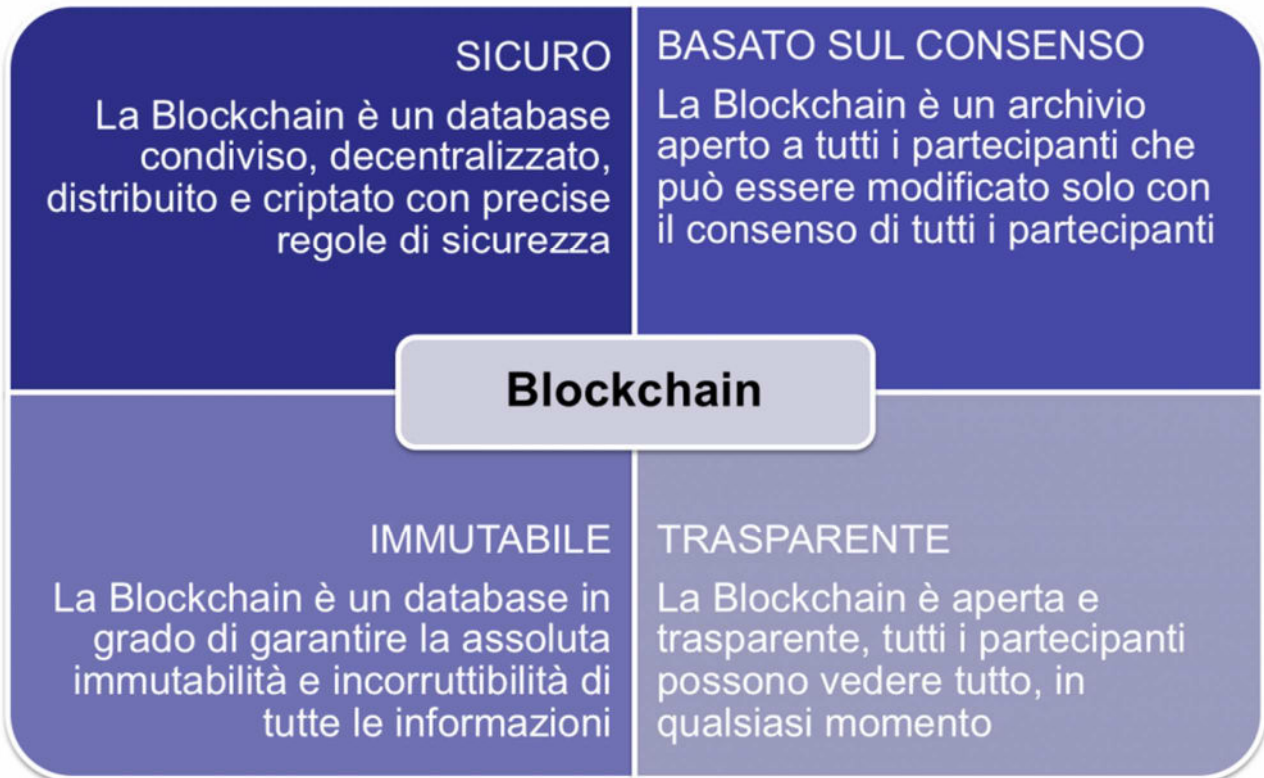 SICURO
La Blockchain è un database
condiviso, decentralizzato,
distribuito e criptato con precise
regole di sicurezza
BASATO SUL CONSENSO
La Blockchain è un archivio
aperto a tutti i partecipanti che
può essere modificato solo con
il consenso di tutti i partecipanti
Blockchain
IMMUTABILE
La Blockchain è un database in
grado di garantire la assoluta
immutabilità e incorruttibilità di
tutte le informazioni
TRASPARENTE
La Blockchain è aperta e
trasparente, tutti i partecipanti
possono vedere tutto, in
qualsiasi momento